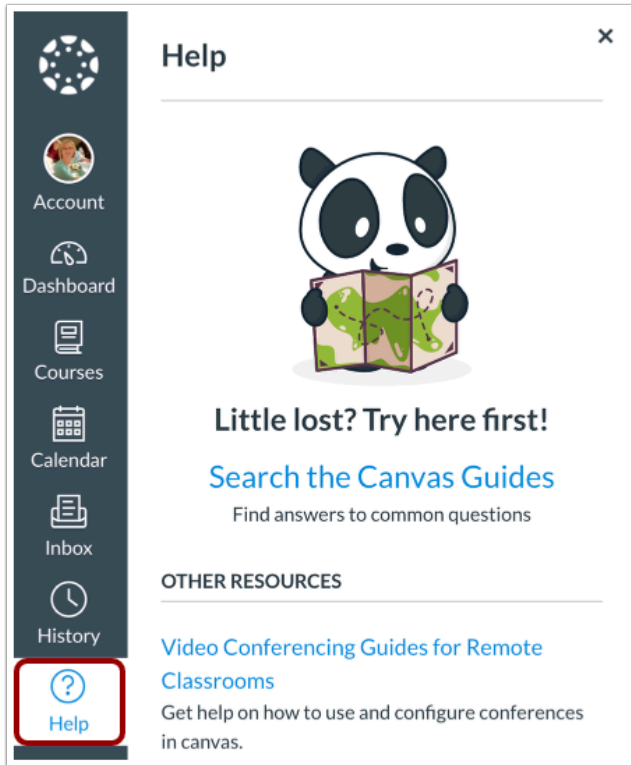 Help
×
Account
Dashboard
Courses
Calendar
Inbox
History
Help
Little lost? Try here first!
Search the Canvas Guides
Find answers to common questions
OTHER RESOURCES
Video Conferencing Guides for Remote
Classrooms
Get help on how to use and configure conferences
in canvas.